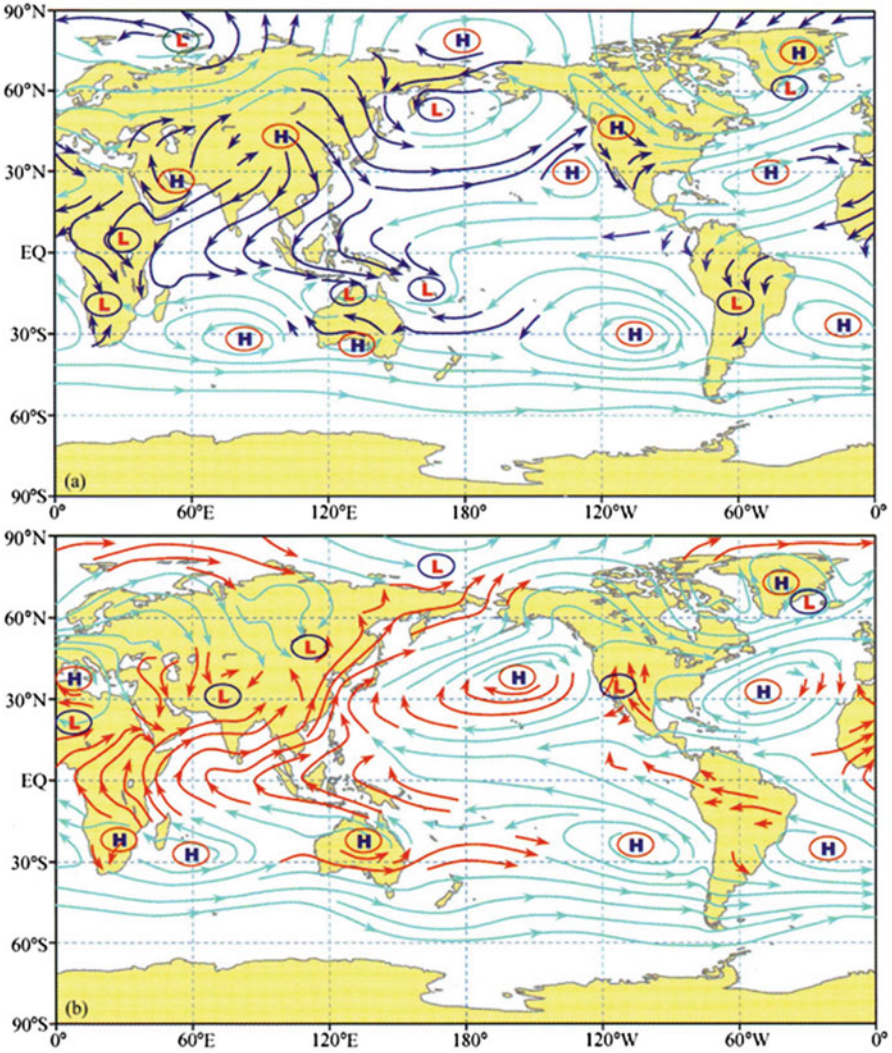 90°N
L H H
60°N L L
H H
30°N H H H
L
EQ
L L L L
30°S H H H H
60°S
(a)
90°S
0° 60°E 120°E 180° 120°W 60°W 0°
90°N
L
60°N H L
L
H H
30°N L L H
L
EQ
H H H H H
30°S
60°S
(b)
90°S
0° 60°E 120°E 180° 120°W 60°W 0°